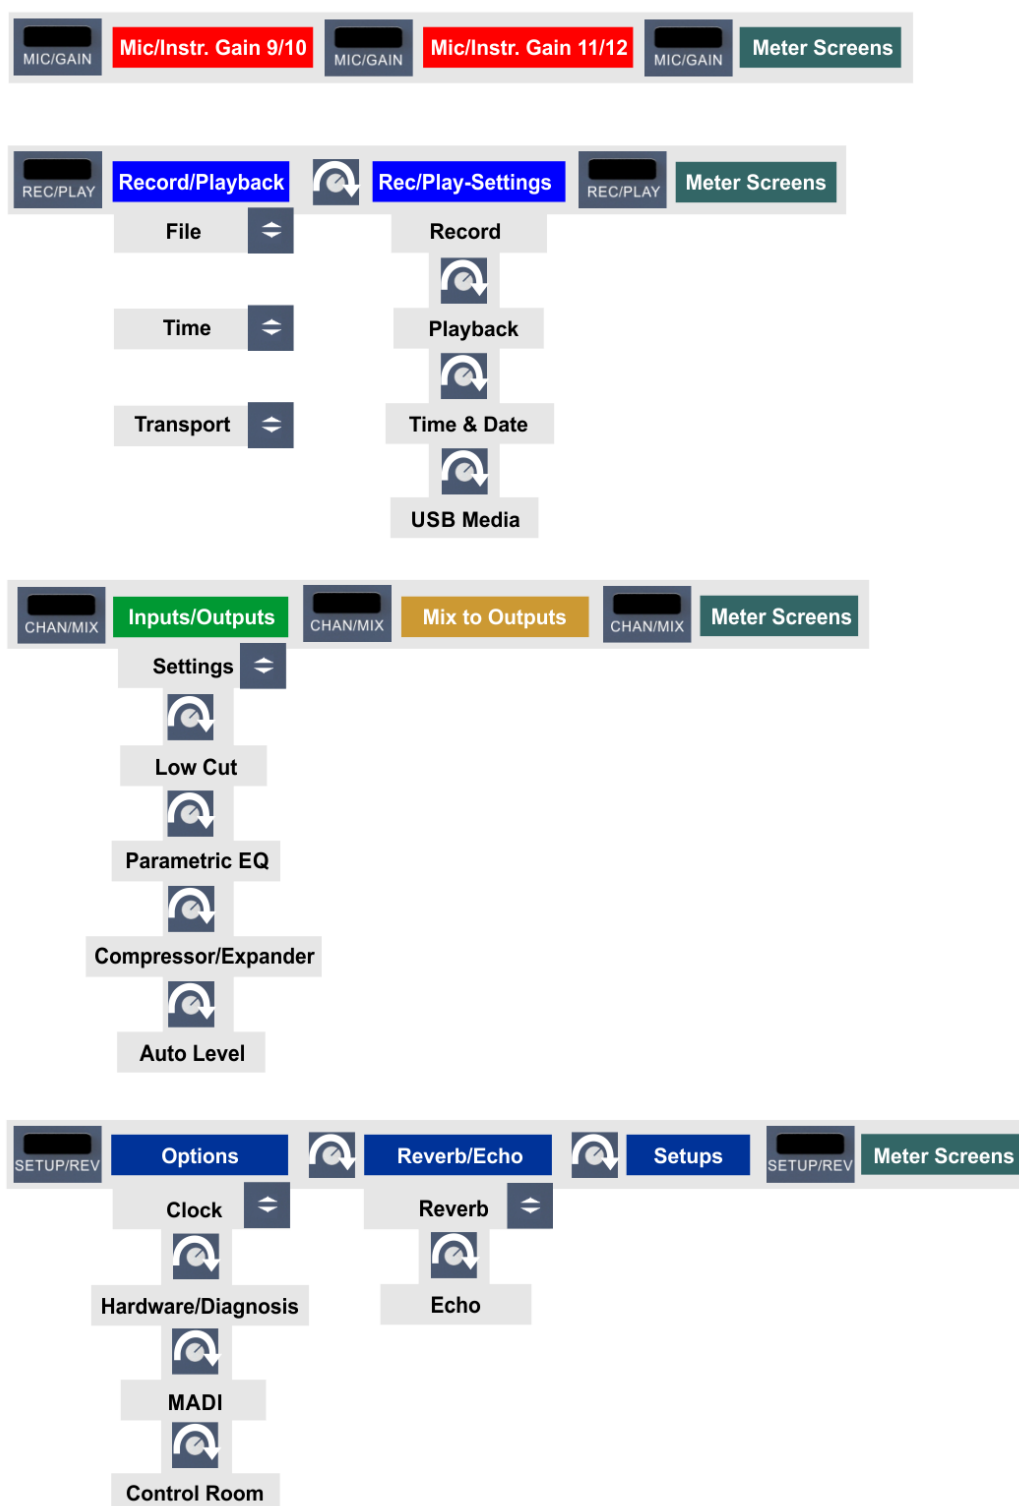 MIC/GAIN Mic/Instr. Gain 9/10 MIC/GAIN Mic/Instr. Gain 11/12 MIC/GAIN Meter Screens
REC/PLAY Record/Playback Rec/Play-Settings REC/PLAY Meter Screens
File Record
Time Playback
Transport Time & Date
USB Media
CHAN/MIX Inputs/Outputs CHAN/MIX Mix to Outputs CHAN/MIX Meter Screens
Settings
Low Cut
Parametric EQ
Compressor/Expander
Auto Level
SETUP/REV Options Reverb/Echo Setups SETUP/REV Meter Screens
Clock Reverb
Hardware/Diagnosis Echo
MADI
Control Room